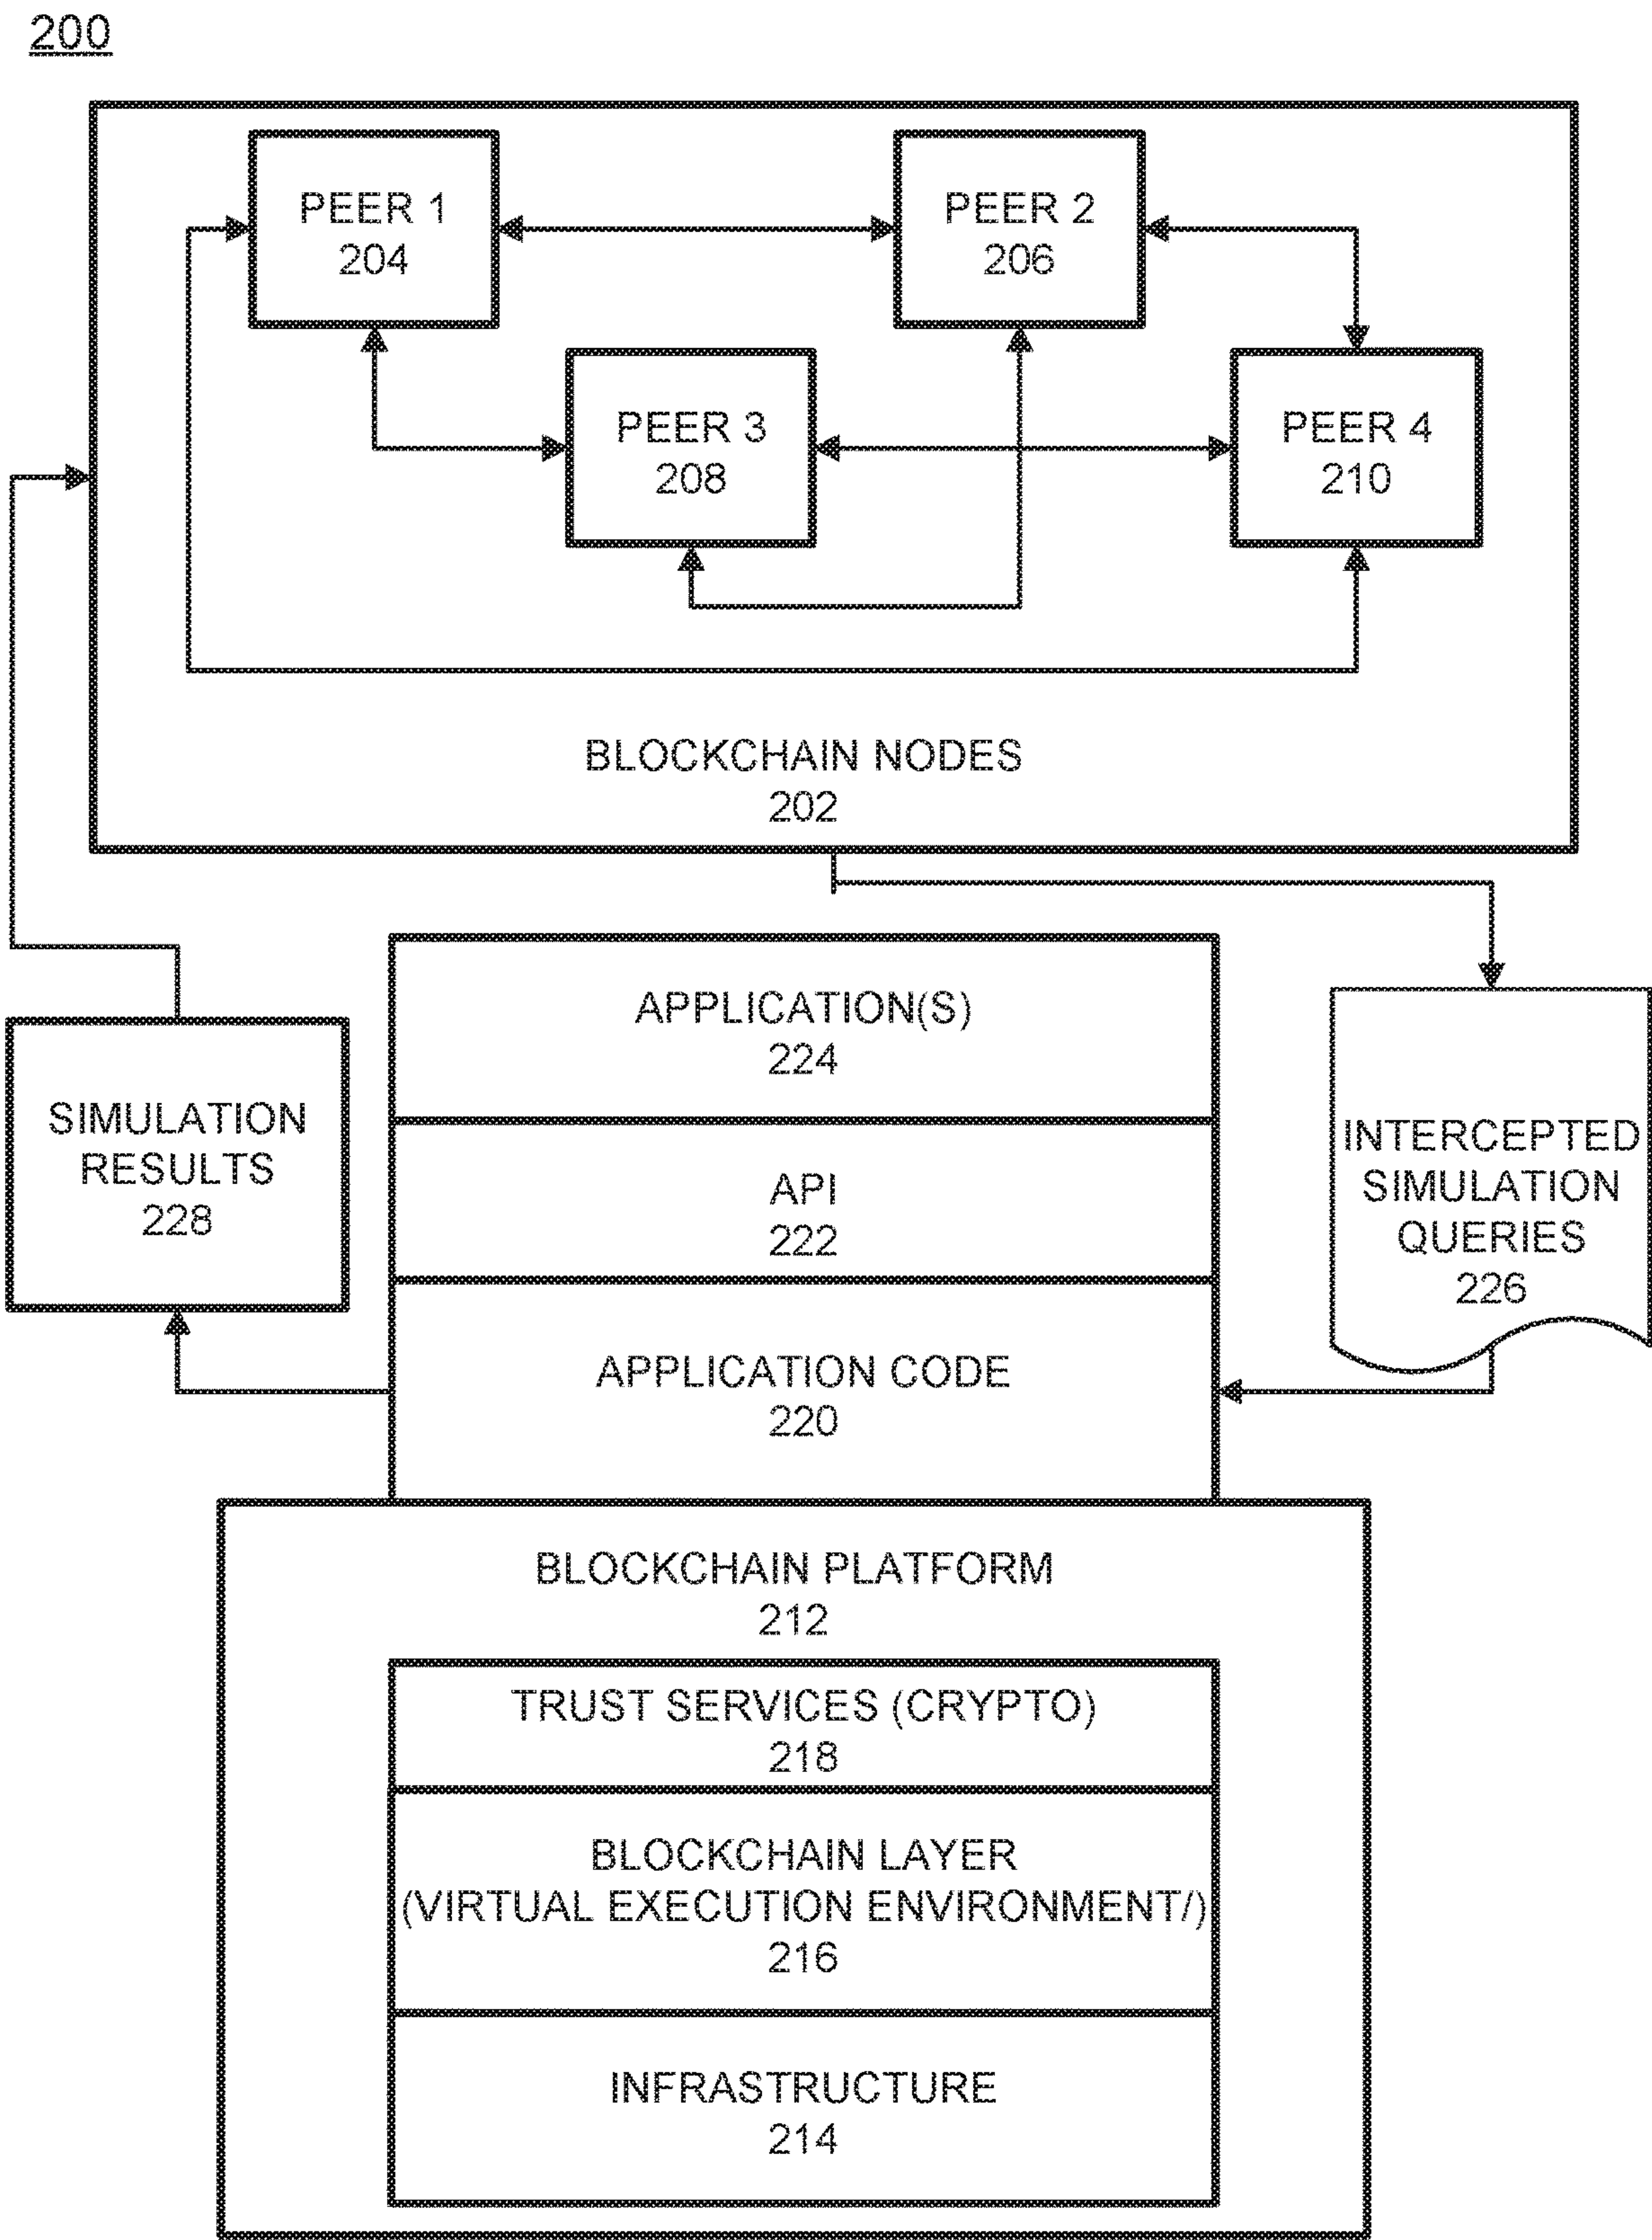 200
PEER 1
204
PEER 2
206
PEER 3
208
PEER 4
210
BLOCKCHAIN NODES
202
APPLICATION(S)
224
SIMULATION
RESULTS
228
API
222
INTERCEPTED
SIMULATION
QUERIES
226
APPLICATION CODE
220
BLOCKCHAIN PLATFORM
212
TRUST SERVICES (CRYPTO)
218
BLOCKCHAIN LAYER
(VIRTUAL EXECUTION ENVIRONMENT/)
216
INFRASTRUCTURE
214